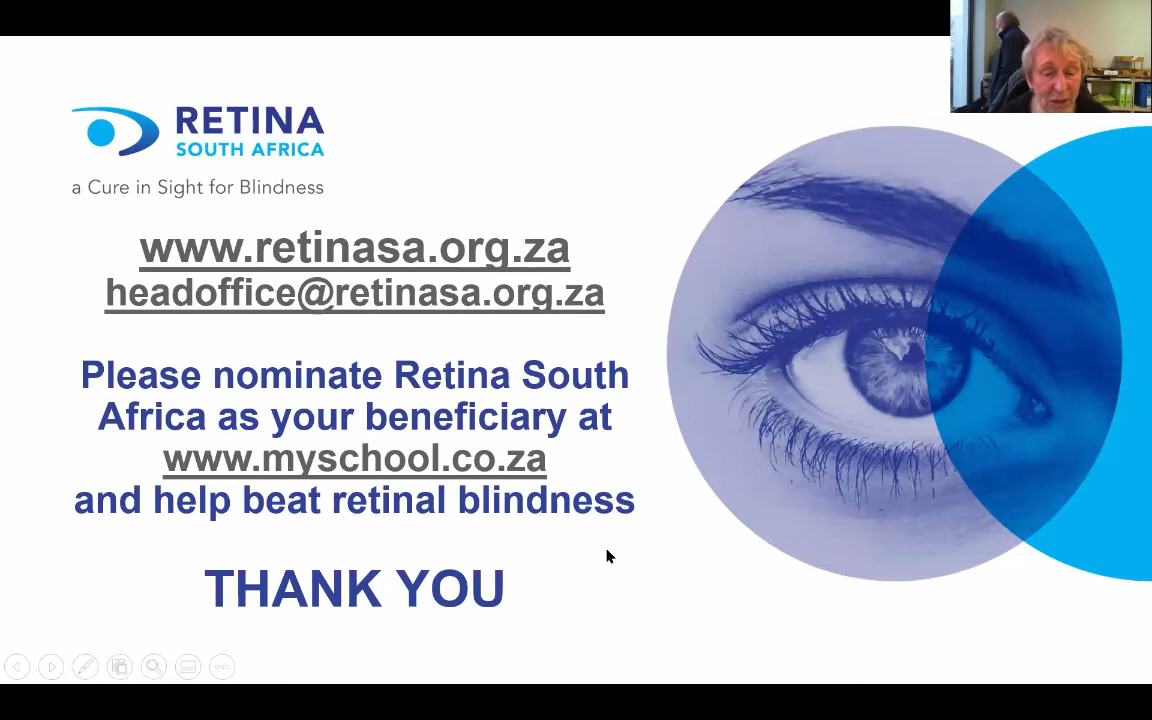 RETINA
SOUTH AFRICA
a Cure in Sight for Blindness
www.retinasa.org.za
headoffice@retinasa.org.za
Please nominate Retina South
Africa as your beneficiary at
www.myschool.co.za
and help beat retinal blindness
THANK YOU